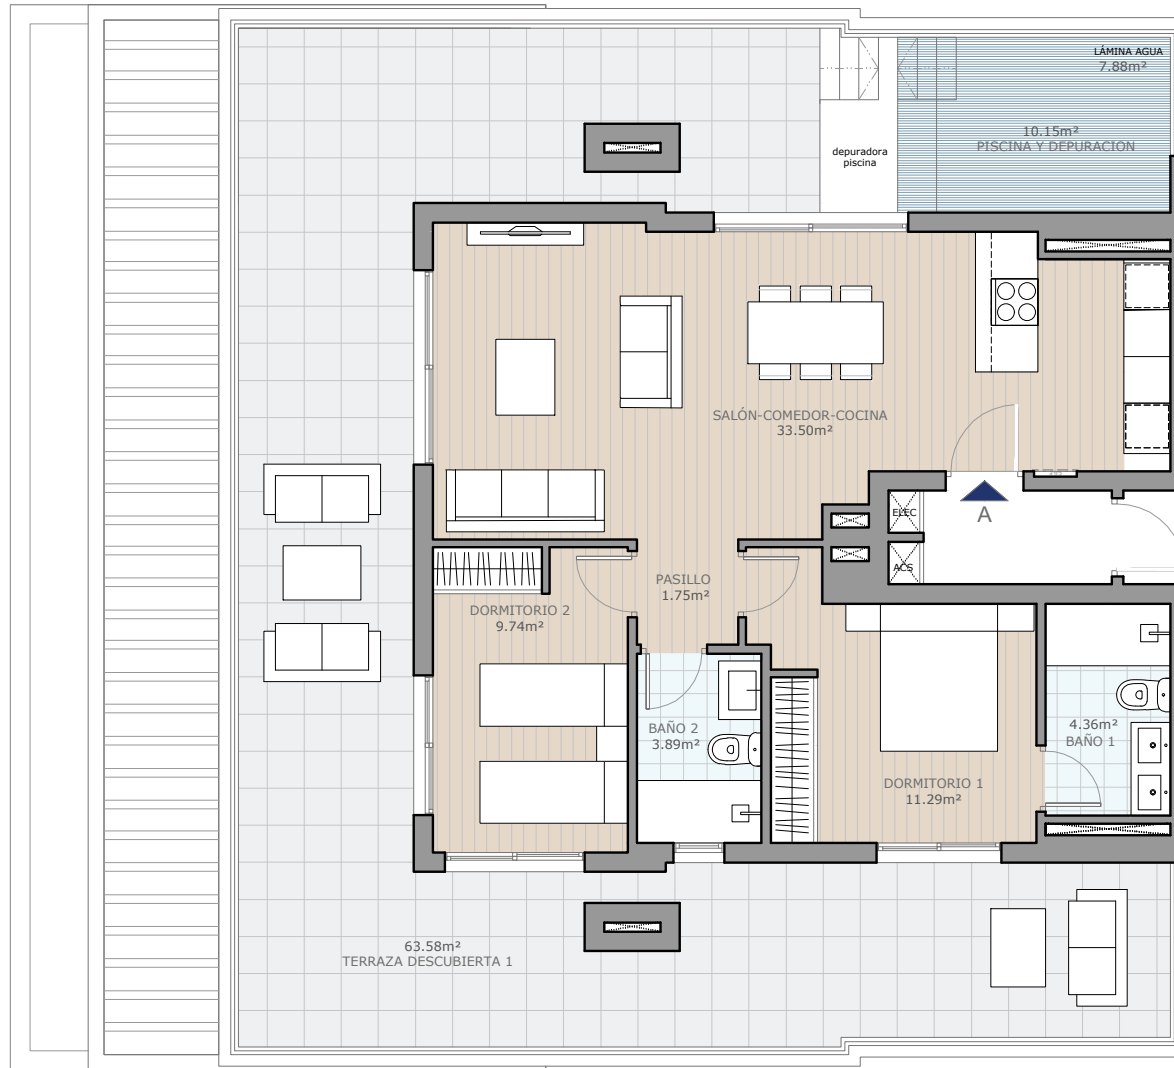 LÁMINA AGUA
7.88m²
10.15m²
PISCINA Y DEPURACION
depuradora
piscina
SALÓN-COMEDOR-COCINA
33.50m²
A
ELEC
ACS
PASILLO
1.75m²
DORMITORIO 2
9.74m²
BAÑO 2
3.89m²
4.36m²
BAÑO 1
DORMITORIO 1
11.29m²
63.58m²
TERRAZA DESCUBIERTA 1